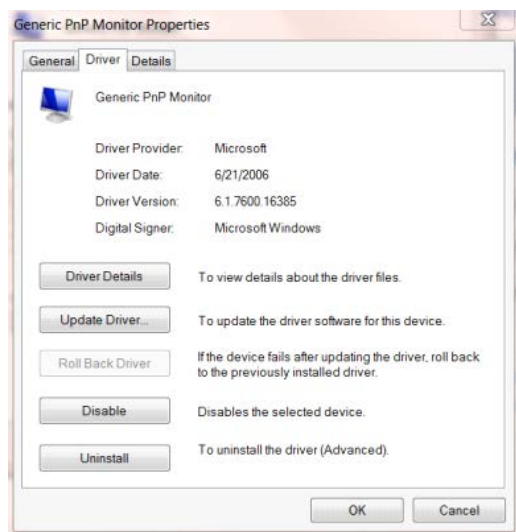 Generic PnP Monitor Properties
General Driver Details
Generic PnP Monitor
Driver Provider: Microsoft
Driver Date: 6/21/2006
Driver Version: 6.1.7600.16385
Digital Signer: Microsoft Windows
Driver Details To view details about the driver files.
Update Driver... To update the driver software for this device.
Roll Back Driver If the device fails after updating the driver, roll back
to the previously installed driver.
Disable Disables the selected device.
Uninstall To uninstall the driver (Advanced).
OK Cancel